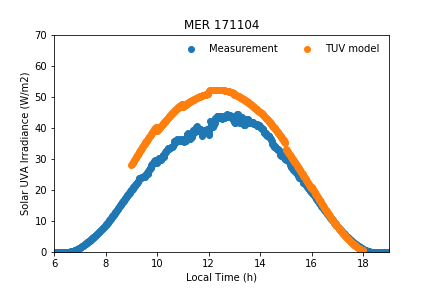 MER 171104
Measurement TUV model
Solar UVA Irradiance (W/m2)
70
60
50
40
30
20
10
0
6 8 10 12 14 16 18
Local Time (h)